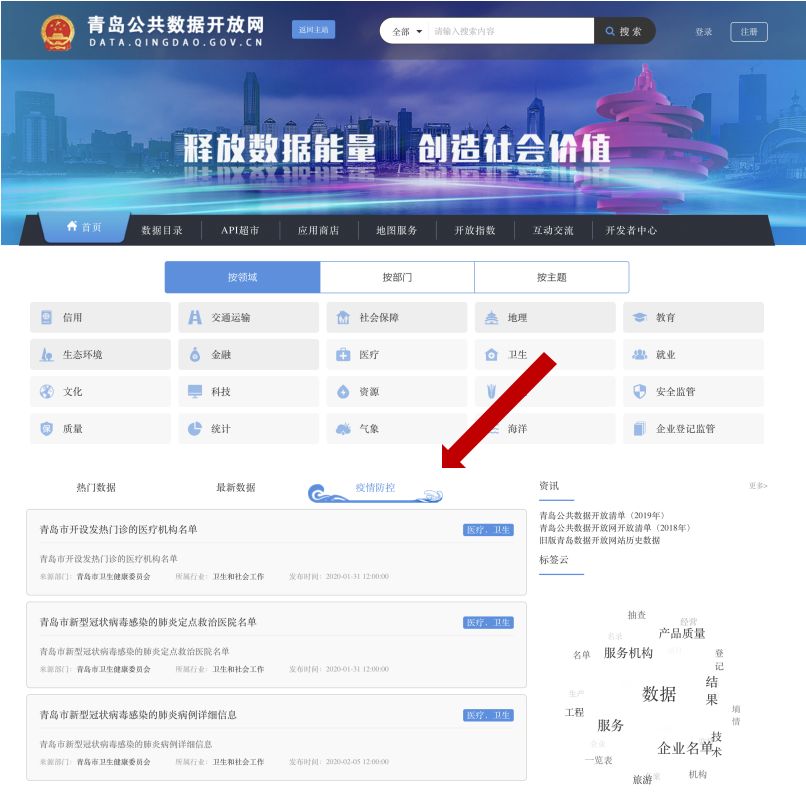 青岛公共数据开放网
DATA.QINGDAO.GOV.CN
返回主站
全部
请输入搜索内容
搜 索
登录
注册
释放数据能量 创造社会价值
首页
数据目录
API超市
应用商店
地图服务
开放指数
互动交流
开发者中心
按领域
按部门
按主题
信用
交通运输
社会保障
地理
教育
生态环境
金融
医疗
卫生
就业
文化
科技
资源
安全监管
质量
统计
气象
海洋
企业登记监管
热门数据
最新数据
疫情防控
青岛市开设发热门诊的医疗机构名单
医疗、卫生
青岛市开设发热门诊的医疗机构名单
来源部门：青岛市卫生健康委员会 所属行业：卫生和社会工作 发布时间：2020-01-31 12:00:00
青岛市新型冠状病毒感染的肺炎定点救治医院名单
医疗、卫生
青岛市新型冠状病毒感染的肺炎定点救治医院名单
来源部门：青岛市卫生健康委员会 所属行业：卫生和社会工作 发布时间：2020-01-31 12:00:00
青岛市新型冠状病毒感染的肺炎病例详细信息
医疗、卫生
青岛市新型冠状病毒感染的肺炎病例详细信息
来源部门：青岛市卫生健康委员会 所属行业：卫生和社会工作 发布时间：2020-02-05 12:00:00
资讯
更多>
青岛公共数据开放清单（2019年）
青岛公共数据开放网开放清单（2018年）
旧版青岛数据开放网站历史数据
标签云
抽查
经营
名录
产品质量
名单
服务机构
登记
生产
数据
结果
工程
墒情
服务
企业
企业名单
技术
一览表
旅游
机构